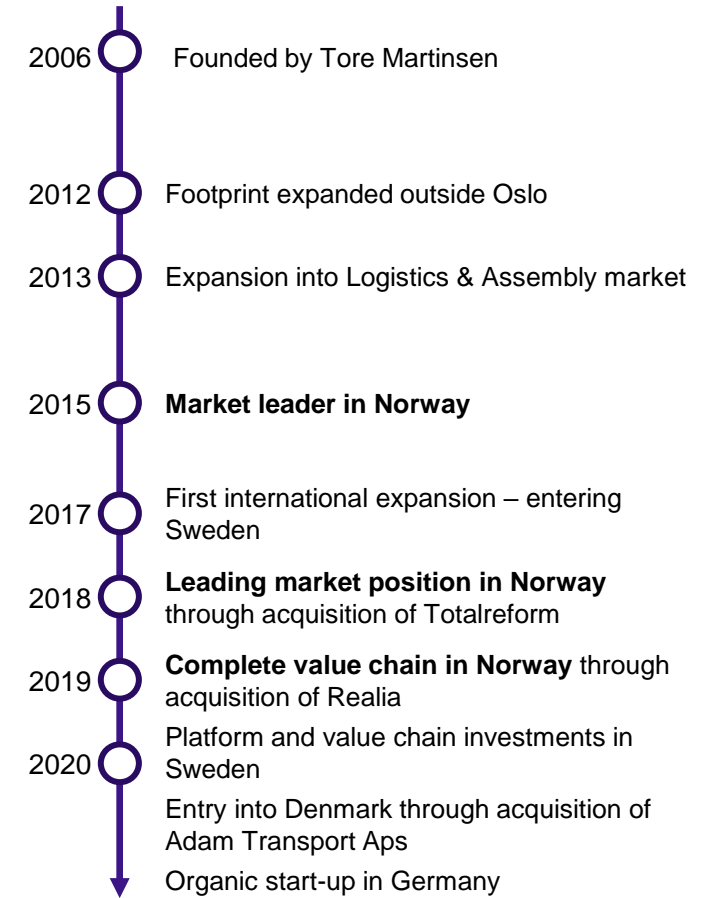 2006 Founded by Tore Martinsen
2012 Footprint expanded outside Oslo
2013 Expansion into Logistics & Assembly market
2015 Market leader in Norway
2017 First international expansion – entering
Sweden
2018 Leading market position in Norway
through acquisition of Totalreform
2019 Complete value chain in Norway through
acquisition of Realia
2020 Platform and value chain investments in
Sweden
Entry into Denmark through acquisition of
Adam Transport Aps
Organic start-up in Germany